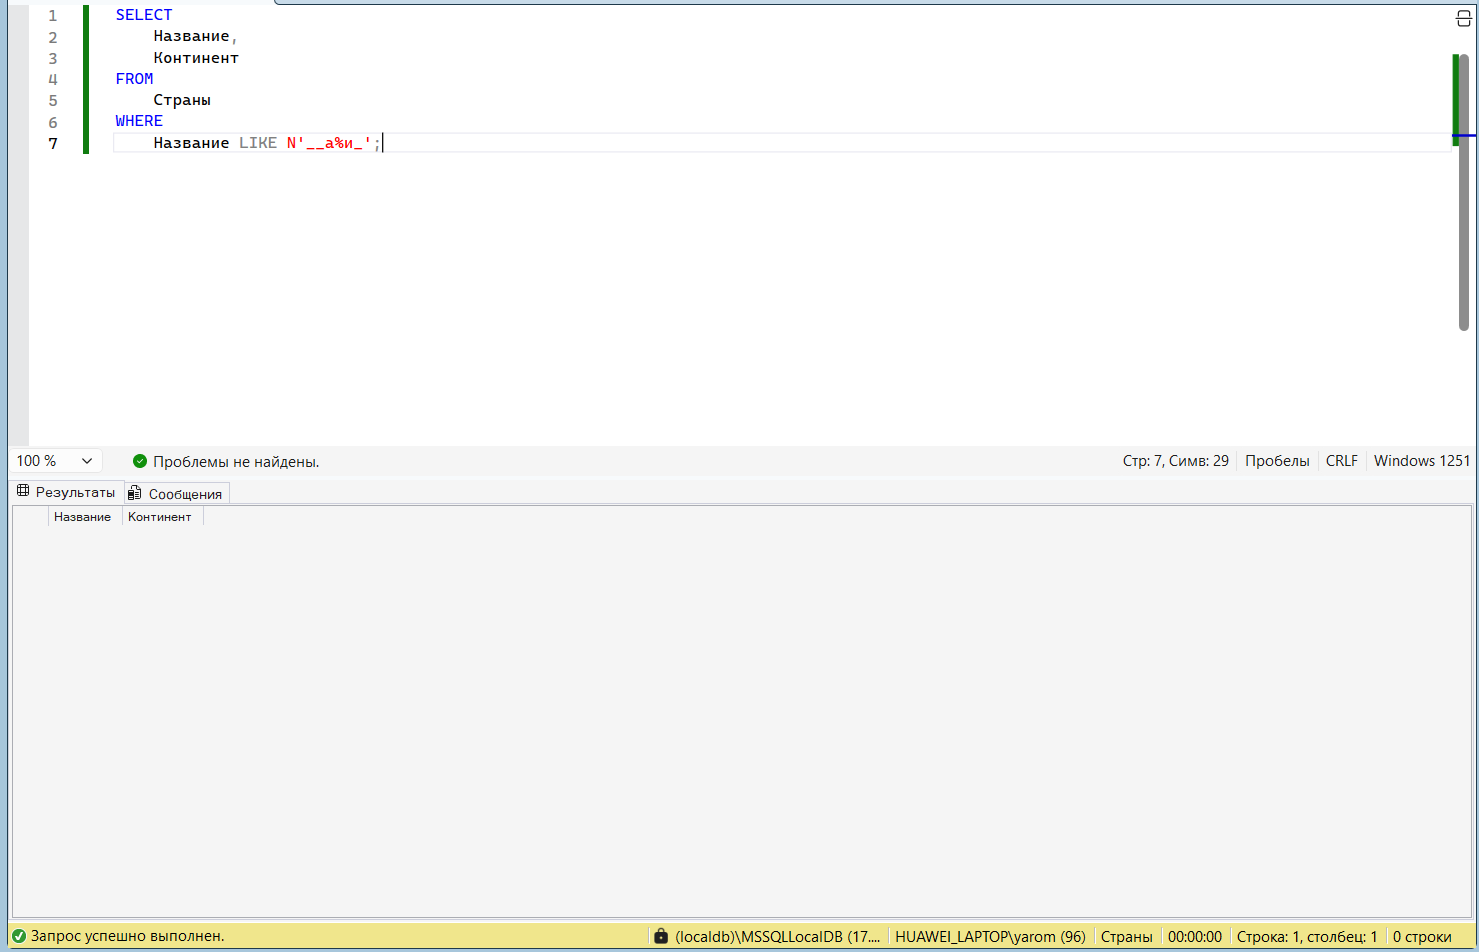 1 SELECT
2 Название,
3 Континент
4 FROM
5 Страны
6 WHERE
7 Название LIKE N'__а%и_';
100 % Проблемы не найдены. Стр: 7, Симв: 29 Пробелы CRLF Windows 1251
Результаты Сообщения
Название Континент
Запрос успешно выполнен. (localdb)\MSSQLLocalDB (17.... HUAWEI_LAPTOP\yarom (96) Страны 00:00:00 Строка: 1, столбец: 1 0 строки